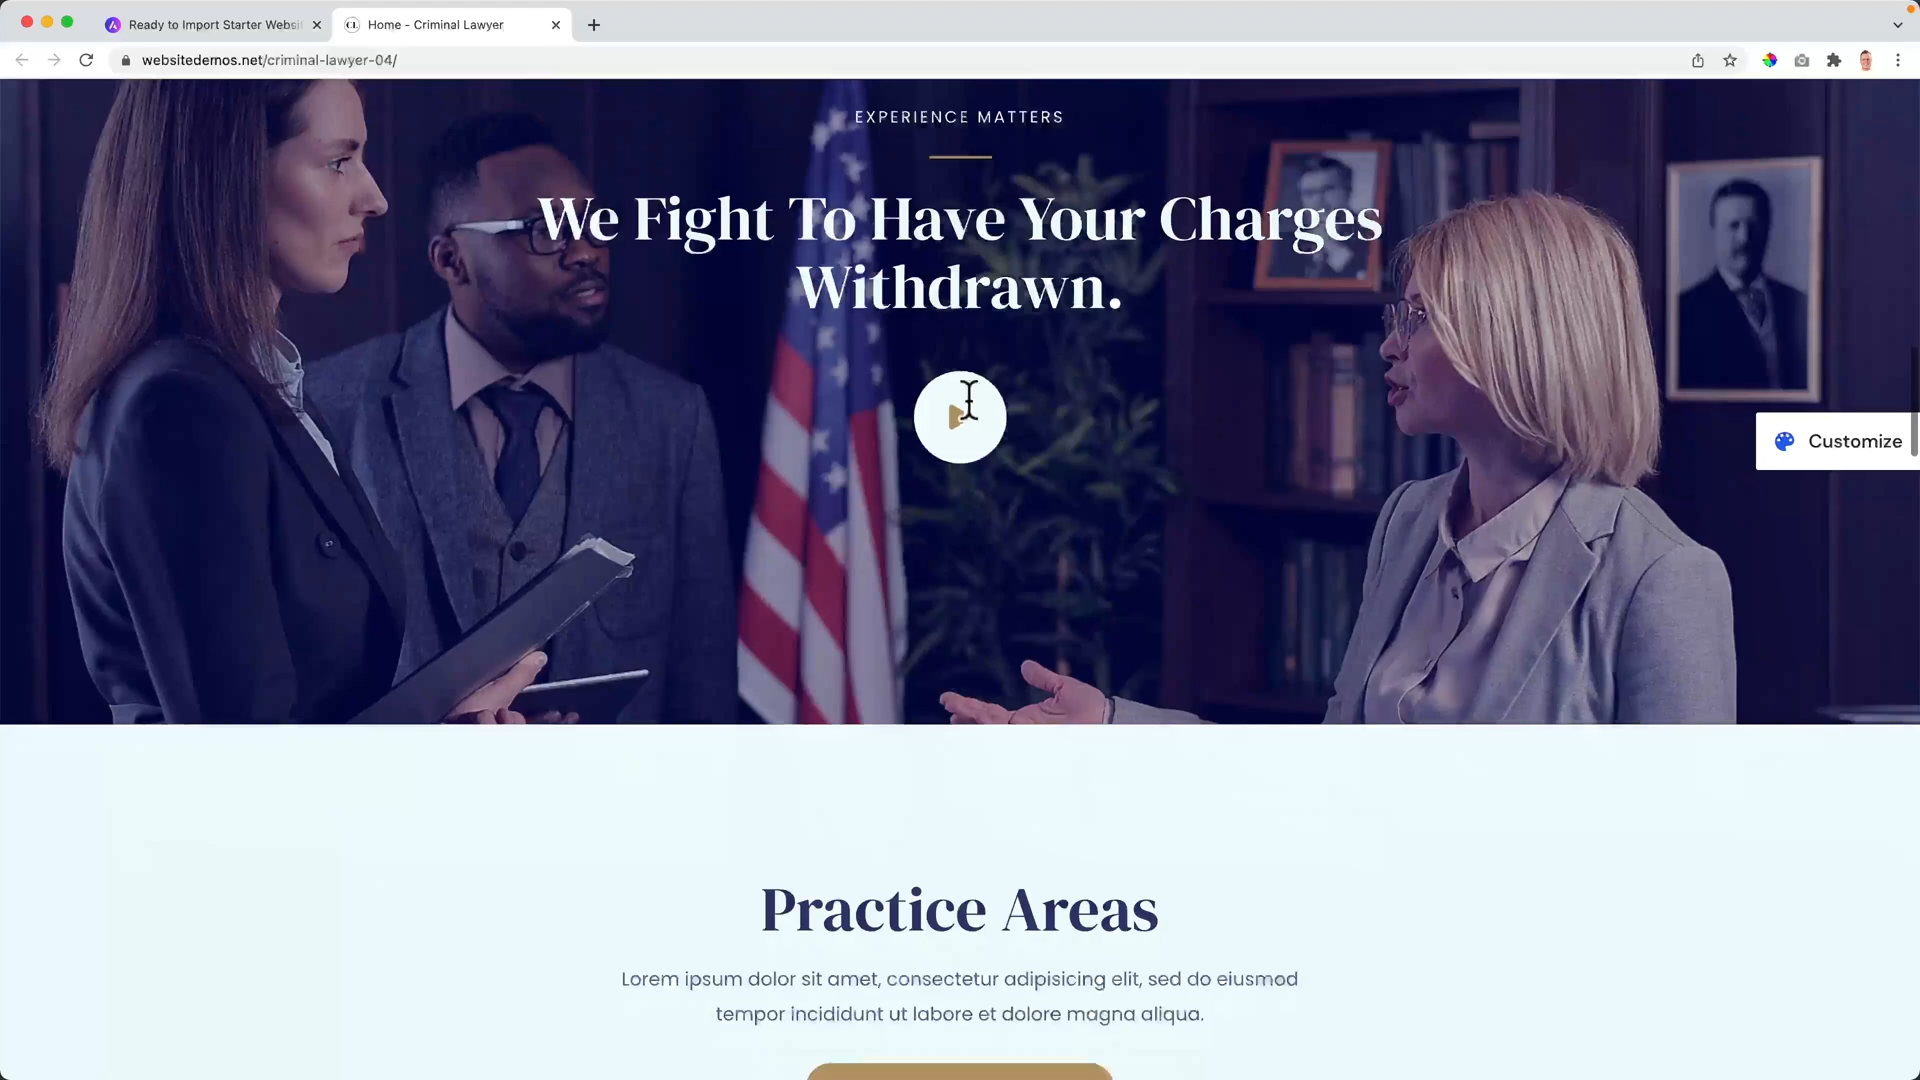 Ready to Import Starter Websi
Home - Criminal Lawyer
websitedemos.net/criminal-lawyer-04/
EXPERIENCE MATTERS
We Fight To Have Your Charges
Withdrawn.
Customize
Practice Areas
Lorem ipsum dolor sit amet, consectetur adipisicing elit, sed do eiusmod
tempor incididunt ut labore et dolore magna aliqua.